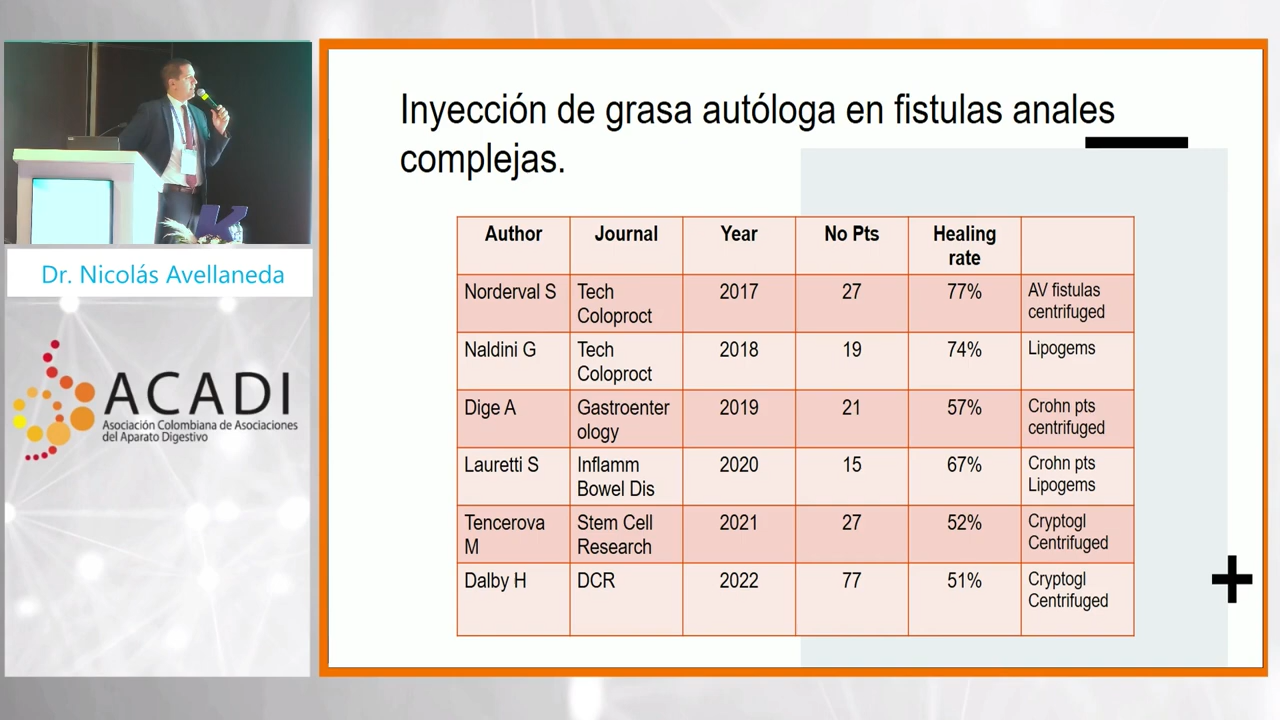 Inyección de grasa autóloga en fistulas anales
complejas.
Dr. Nicolás Avellaneda
ACADI
Asociación Colombiana de Asociaciones
del Aparato Digestivo
Author Journal Year No Pts Healing
rate
Norderval S Tech
Coloproct 2017 27 77% AV fistulas
centrifuged
Naldini G Tech
Coloproct 2018 19 74% Lipogems
Dige A Gastroenter
ology 2019 21 57% Crohn pts
centrifuged
Lauretti S Inflamm
Bowel Dis 2020 15 67% Crohn pts
Lipogems
Tencerova
M Stem Cell
Research 2021 27 52% Cryptogl
Centrifuged
Dalby H DCR 2022 77 51% Cryptogl
Centrifuged